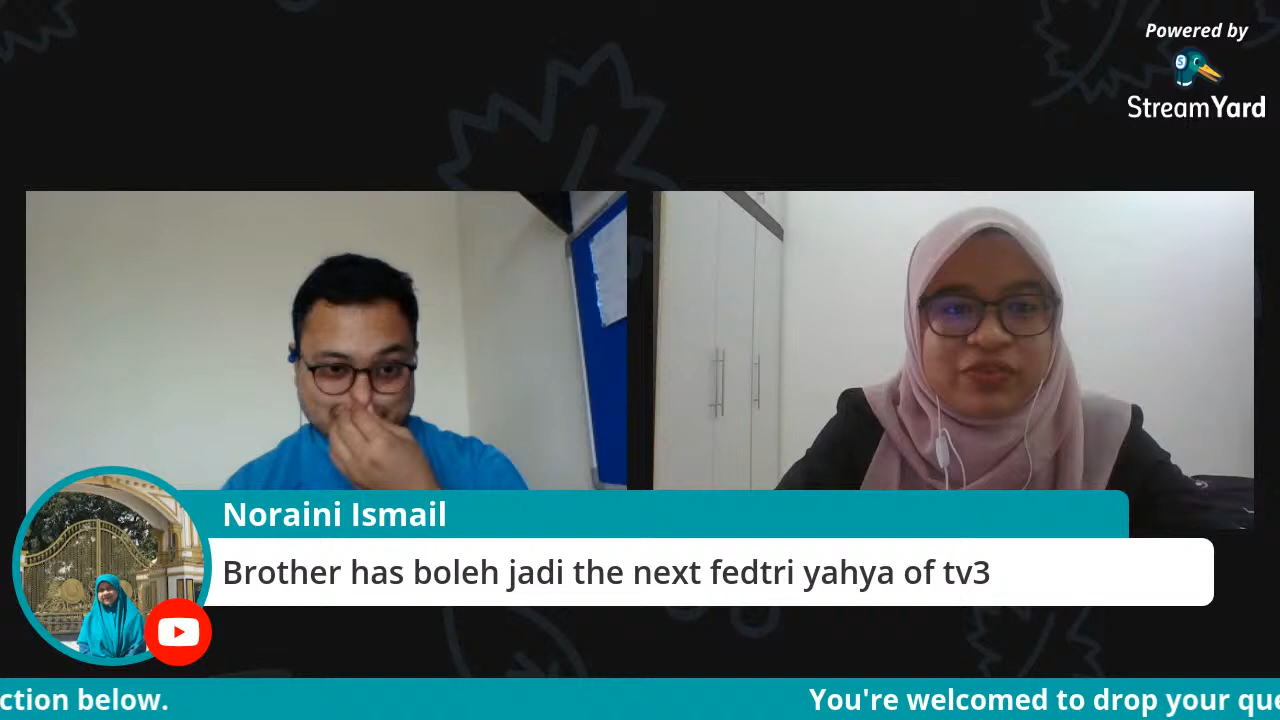 Powered by
StreamYard
Noraini Ismail
Brother has boleh jadi the next fedtri yahya of tv3
ction below.
You're welcomed to drop your que